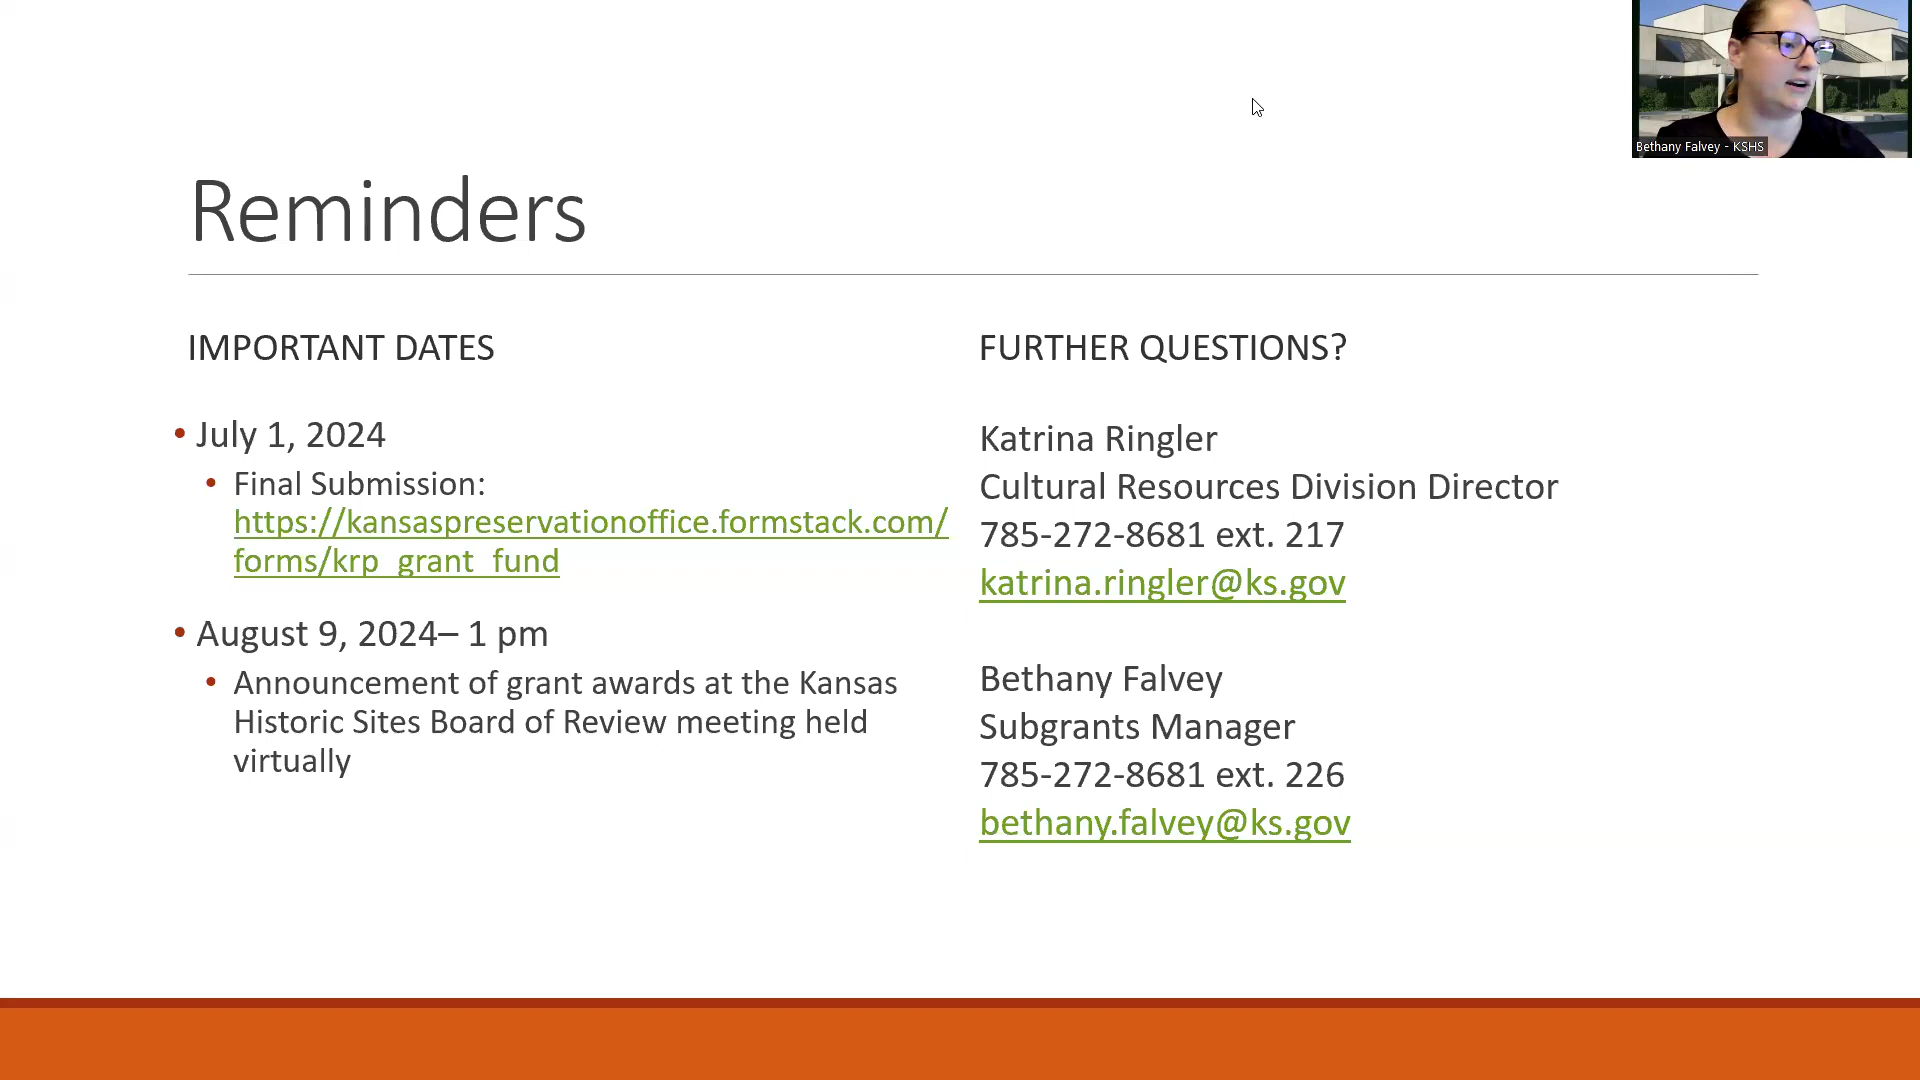 Bethany Falvey - KSHS
Reminders
IMPORTANT DATES
• July 1, 2024
• Final Submission:
https://kansaspreservationoffice.formstack.com/
forms/krp_grant_fund
• August 9, 2024– 1 pm
• Announcement of grant awards at the Kansas
Historic Sites Board of Review meeting held
virtually
FURTHER QUESTIONS?
Katrina Ringler
Cultural Resources Division Director
785-272-8681 ext. 217
katrina.ringler@ks.gov
Bethany Falvey
Subgrants Manager
785-272-8681 ext. 226
bethany.falvey@ks.gov